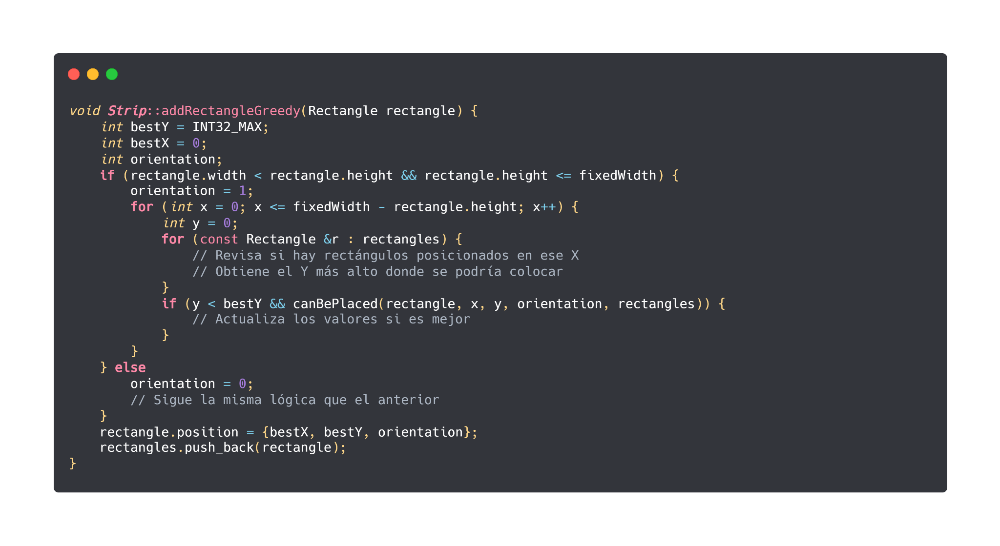 void Strip::addRectangleGreedy(Rectangle rectangle) {
    int bestY = INT32_MAX;
    int bestX = 0;
    int orientation;
    if (rectangle.width < rectangle.height && rectangle.height <= fixedWidth) {
        orientation = 1;
        for (int x = 0; x <= fixedWidth - rectangle.height; x++) {
            int y = 0;
            for (const Rectangle &r : rectangles) {
                // Revisa si hay rectángulos posicionados en ese X
                // Obtiene el Y más alto donde se podría colocar
            }
            if (y < bestY && canBePlaced(rectangle, x, y, orientation, rectangles)) {
                // Actualiza los valores si es mejor
            }
        }
    } else
        orientation = 0;
        // Sigue la misma lógica que el anterior
    }
    rectangle.position = {bestX, bestY, orientation};
    rectangles.push_back(rectangle);
}